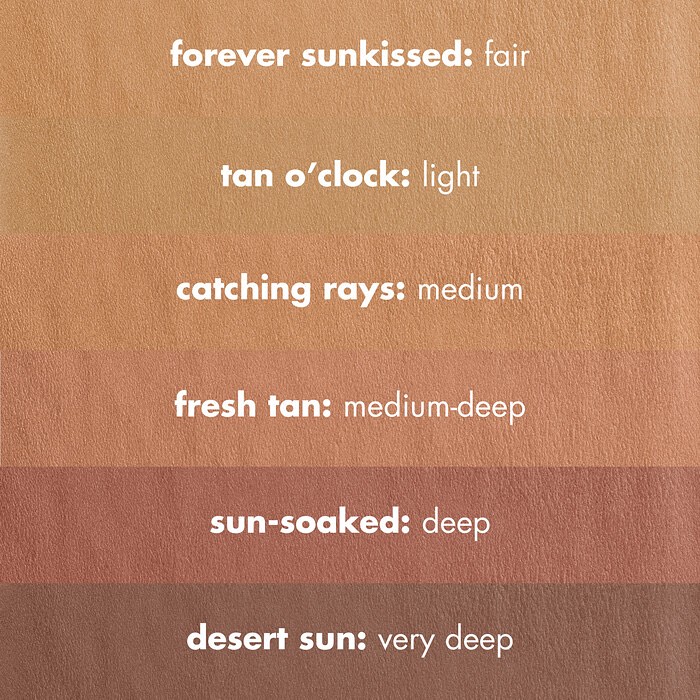 forever sunkissed: fair
tan o’clock: light
catching rays: medium
fresh tan: medium-deep
sun-soaked: deep
desert sun: very deep